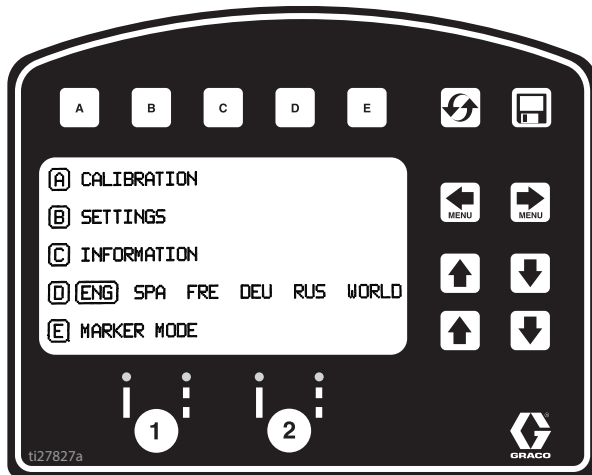 A B C D E
A CALIBRATION
B SETTINGS
C INFORMATION
D ENG SPA FRE DEU RUS WORLD
E MARKER MODE
MENU MENU
1 2
ti27827a
G
GRACO